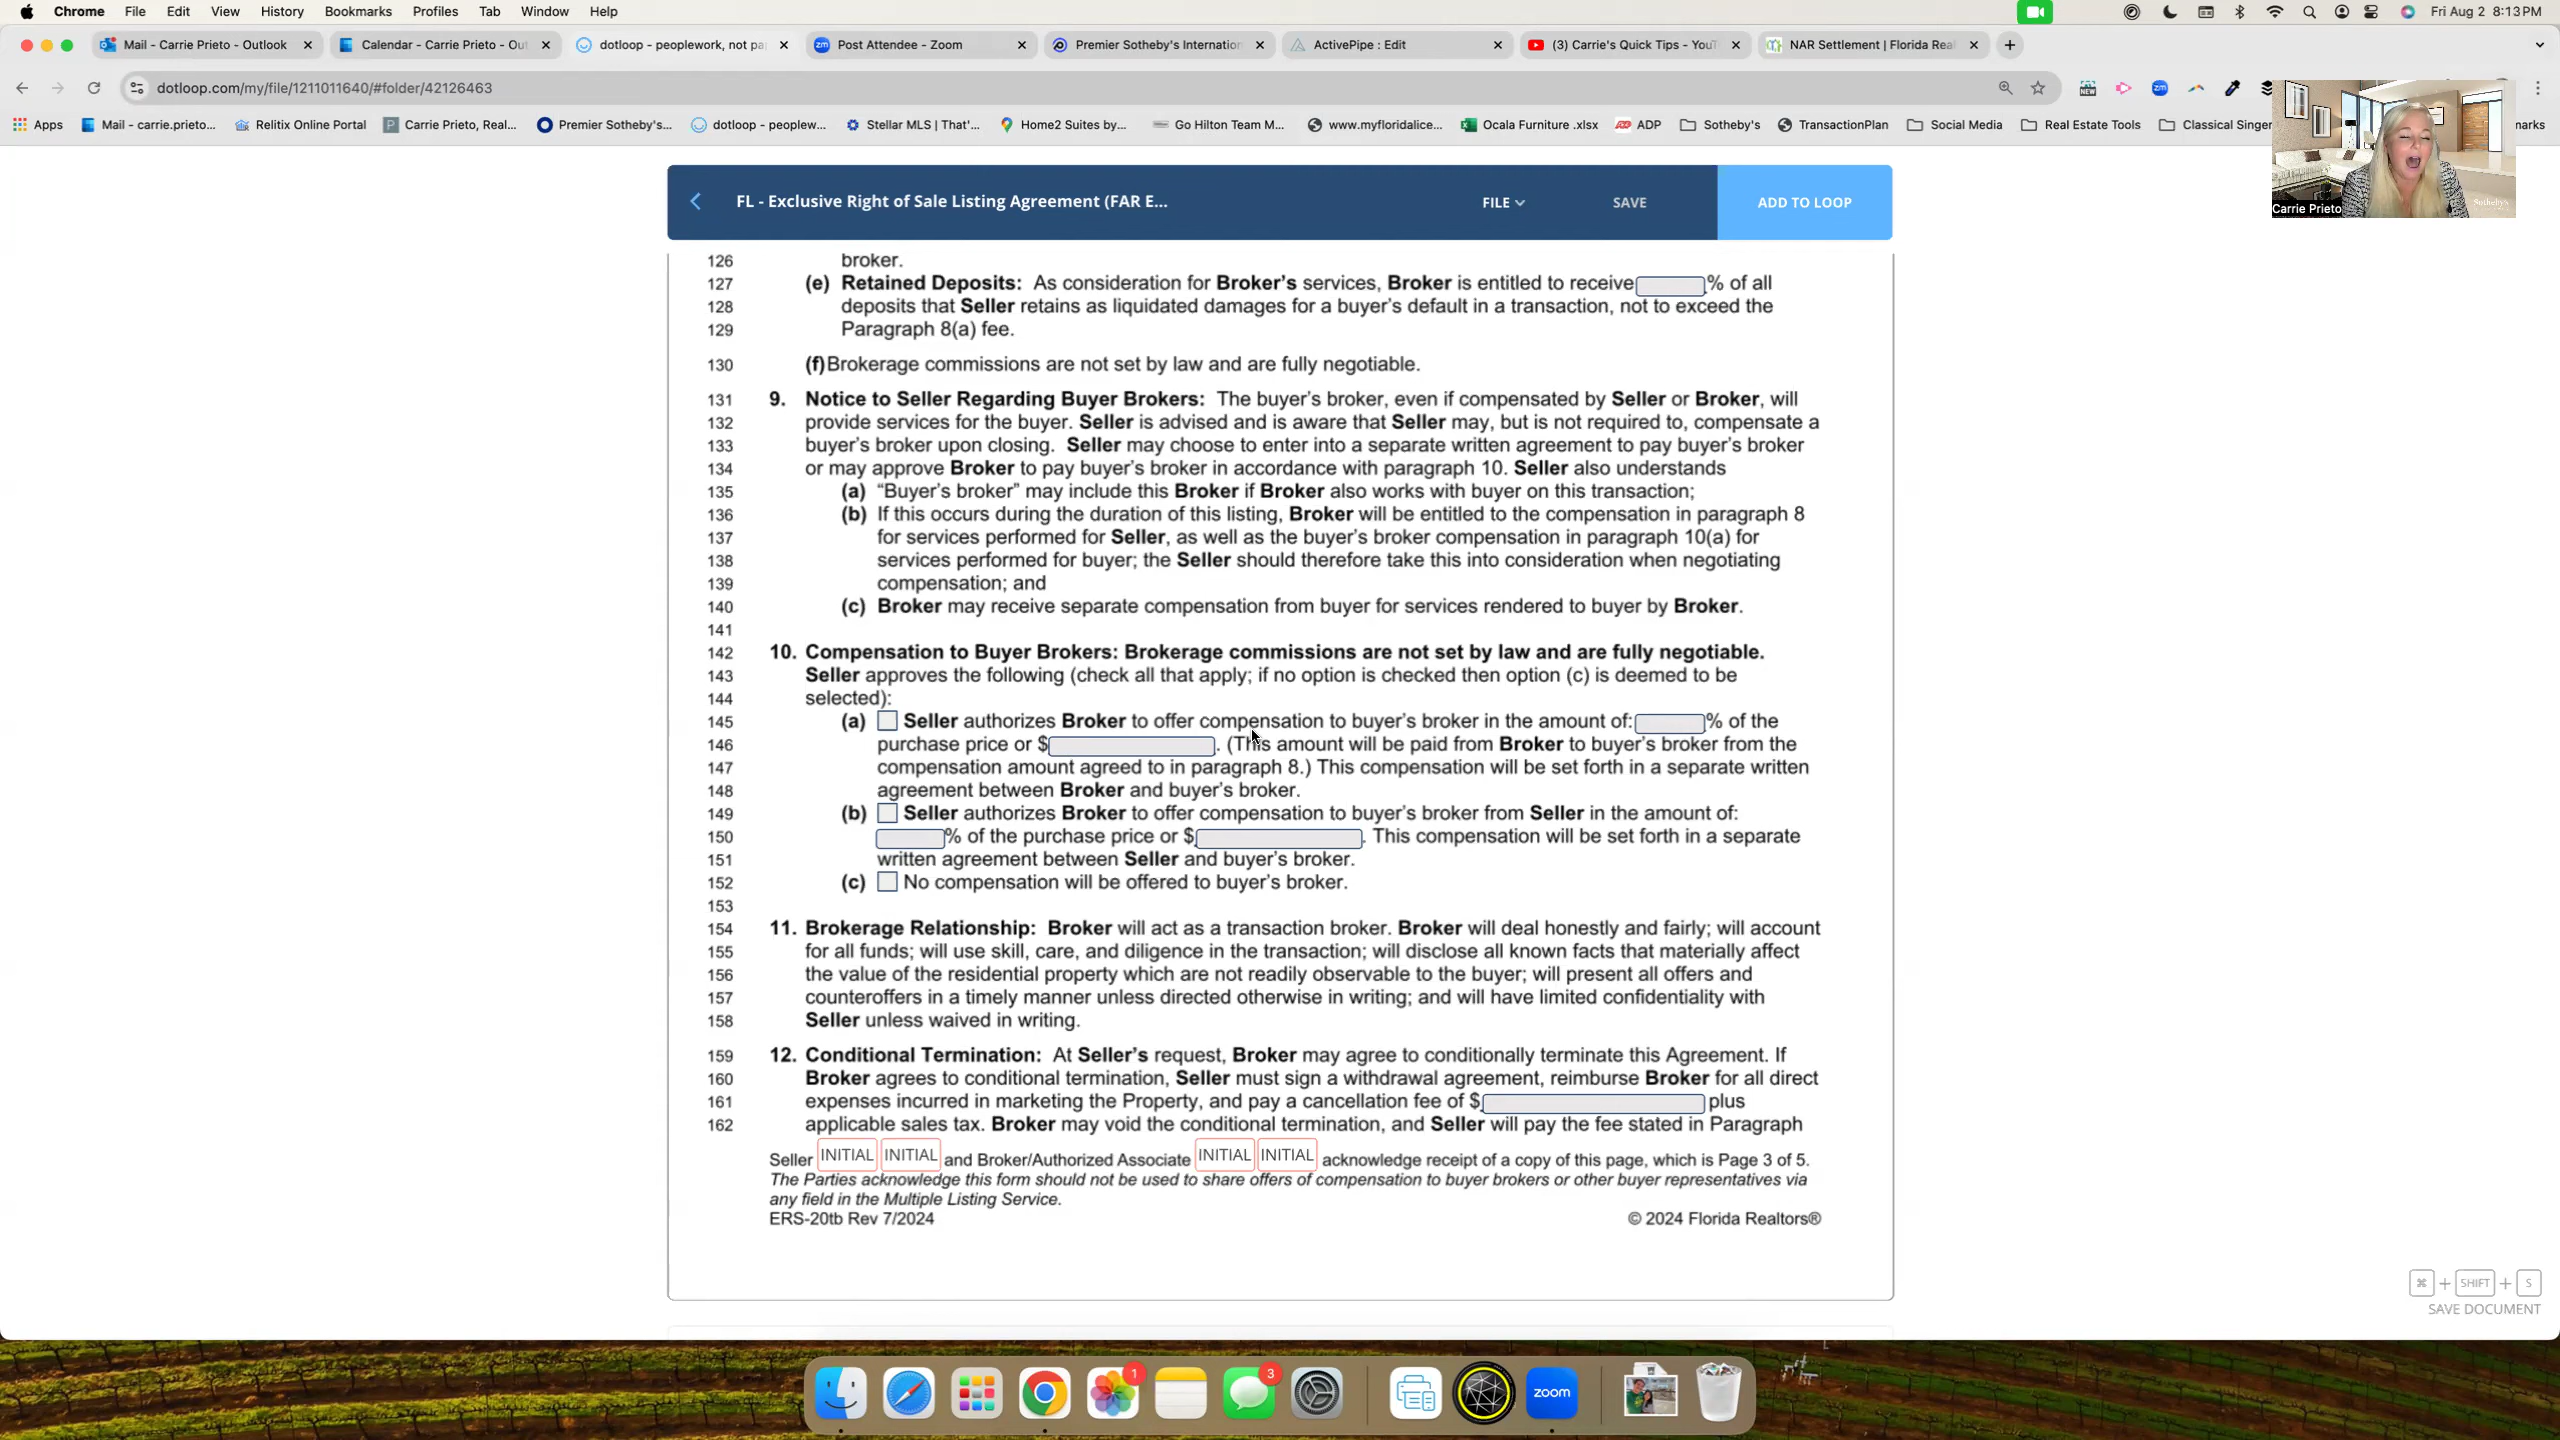 Chrome File Edit View History Bookmarks Profiles Tab Window Help Fri Aug 2 8:13 PM
Mail - Carrie Prieto - Outlook
Calendar - Carrie Prieto - Out
dotloop - peoplework, not pa
Post Attendee - Zoom
Premier Sotheby's Internation
ActivePipe : Edit
(3) Carrie's Quick Tips - YouT
NAR Settlement | Florida Real
dotloop.com/my/file/1211011640/#folder/42126463
Apps Mail - carrie.prieto... Relitix Online Portal Carrie Prieto, Real... Premier Sotheby's... dotloop - peoplew... Stellar MLS | That'... Home2 Suites by... Go Hilton Team M... www.myfloridalice... Ocala Furniture .xlsx ADP Sotheby's TransactionPlan Social Media Real Estate Tools Classical Singer
Carrie Prieto
Sotheby's
FL - Exclusive Right of Sale Listing Agreement (FAR E...
FILE SAVE ADD TO LOOP
126 broker.
127 (e) Retained Deposits: As consideration for Broker's services, Broker is entitled to receive % of all
128 deposits that Seller retains as liquidated damages for a buyer's default in a transaction, not to exceed the
129 Paragraph 8(a) fee.
130 (f)Brokerage commissions are not set by law and are fully negotiable.
131 9. Notice to Seller Regarding Buyer Brokers: The buyer's broker, even if compensated by Seller or Broker, will
132 provide services for the buyer. Seller is advised and is aware that Seller may, but is not required to, compensate a
133 buyer's broker upon closing. Seller may choose to enter into a separate written agreement to pay buyer's broker
134 or may approve Broker to pay buyer's broker in accordance with paragraph 10. Seller also understands
135 (a) “Buyer's broker” may include this Broker if Broker also works with buyer on this transaction;
136 (b) If this occurs during the duration of this listing, Broker will be entitled to the compensation in paragraph 8
137 for services performed for Seller, as well as the buyer's broker compensation in paragraph 10(a) for
138 services performed for buyer; the Seller should therefore take this into consideration when negotiating
139 compensation; and
140 (c) Broker may receive separate compensation from buyer for services rendered to buyer by Broker.
141
142 10. Compensation to Buyer Brokers: Brokerage commissions are not set by law and are fully negotiable.
143 Seller approves the following (check all that apply; if no option is checked then option (c) is deemed to be
144 selected):
145 (a) Seller authorizes Broker to offer compensation to buyer's broker in the amount of: % of the
146 purchase price or $ . (This amount will be paid from Broker to buyer's broker from the
147 compensation amount agreed to in paragraph 8.) This compensation will be set forth in a separate written
148 agreement between Broker and buyer's broker.
149 (b) Seller authorizes Broker to offer compensation to buyer's broker from Seller in the amount of:
150 % of the purchase price or $ . This compensation will be set forth in a separate
151 written agreement between Seller and buyer's broker.
152 (c) No compensation will be offered to buyer's broker.
153
154 11. Brokerage Relationship: Broker will act as a transaction broker. Broker will deal honestly and fairly; will account
155 for all funds; will use skill, care, and diligence in the transaction; will disclose all known facts that materially affect
156 the value of the residential property which are not readily observable to the buyer; will present all offers and
157 counteroffers in a timely manner unless directed otherwise in writing; and will have limited confidentiality with
158 Seller unless waived in writing.
159 12. Conditional Termination: At Seller's request, Broker may agree to conditionally terminate this Agreement. If
160 Broker agrees to conditional termination, Seller must sign a withdrawal agreement, reimburse Broker for all direct
161 expenses incurred in marketing the Property, and pay a cancellation fee of $ plus
162 applicable sales tax. Broker may void the conditional termination, and Seller will pay the fee stated in Paragraph
Seller INITIAL INITIAL and Broker/Authorized Associate INITIAL INITIAL acknowledge receipt of a copy of this page, which is Page 3 of 5.
The Parties acknowledge this form should not be used to share offers of compensation to buyer brokers or other buyer representatives via
any field in the Multiple Listing Service.
ERS-20tb Rev 7/2024 © 2024 Florida Realtors®
⌘ + SHIFT + S
SAVE DOCUMENT
1
3
zoom